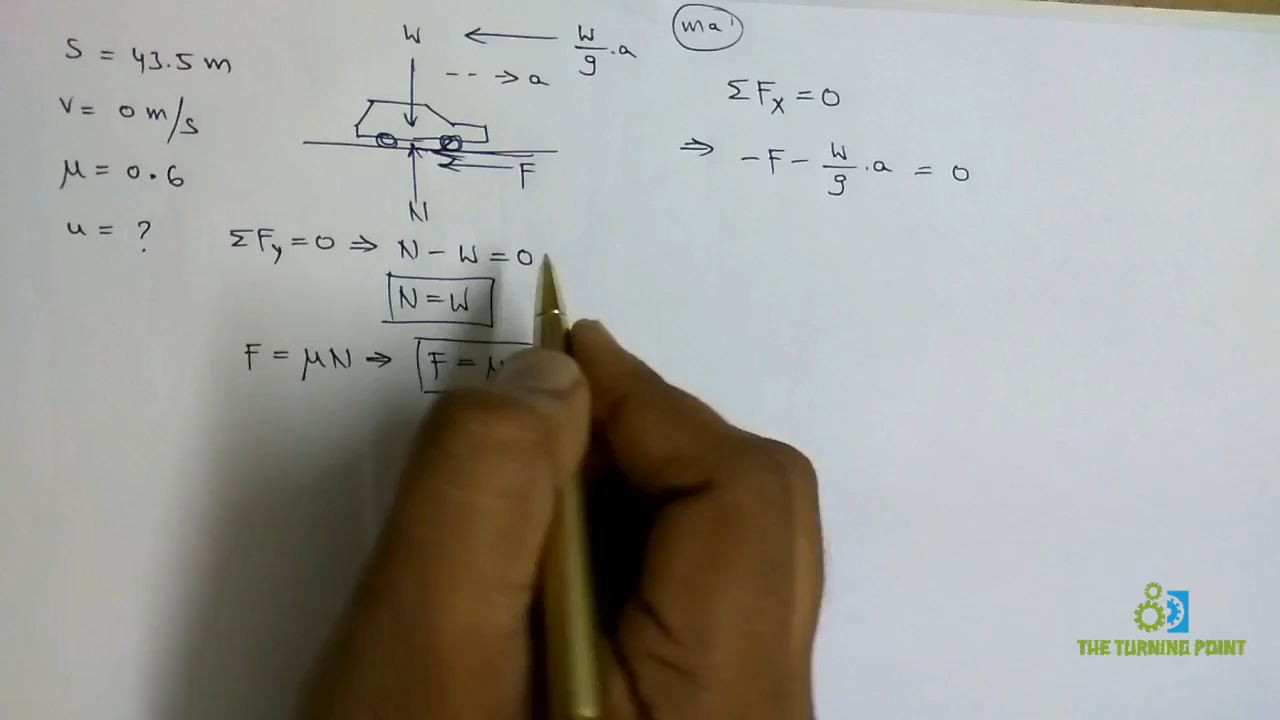 S = 43.5 m
V = 0 m/s
μ = 0.6
u = ?
W
W/g .a
-- → a
F
N
ΣFy = 0 ⇒ N - W = 0
N = W
F = μN ⇒ F = μ
ma'
ΣFx = 0
⇒ -F - W/g .a = 0
THE TURNING POINT